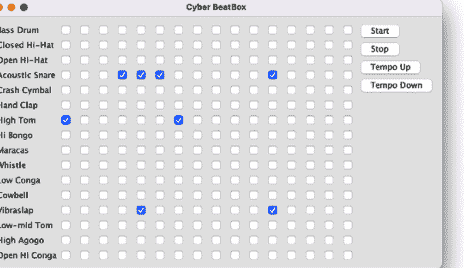 Cyber BeatBox
Bass Drum
Closed Hi-Hat
Open Hi-Hat
Acoustic Snare
Crash Cymbal
Hand Clap
High Tom
Hi Bongo
Maracas
Whistle
Low Conga
Cowbell
Vibraslap
Low-mid Tom
High Agogo
Open Hi Conga
Start
Stop
Tempo Up
Tempo Down